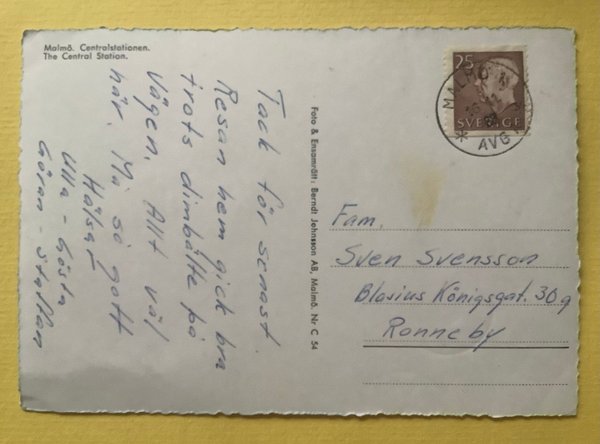 Malmö. Centralstationen.
The Central Station.
Tack för senast.
Resan hem gick bra
trots dimbälte på
vägen. Allt väl
här. Må så gott
Hälsar
Ulla - Gösta
Göran - Staffan
Foto & Ensamrätt: Berndt Johnsson AB, Malmö. Nr C 54
25
SVERIGE
MALMÖ N
AVG
Fam.
Sven Svensson
Blasius Königsgat. 30 g
Ronneby